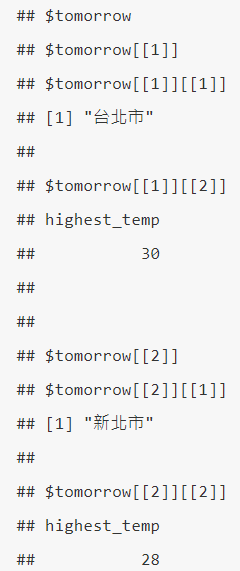 ## $tomorrow
## $tomorrow[[1]]
## $tomorrow[[1]][[1]]
## [1] "台北市"
##
## $tomorrow[[1]][[2]]
## highest_temp
##           30
##
##
## $tomorrow[[2]]
## $tomorrow[[2]][[1]]
## [1] "新北市"
##
## $tomorrow[[2]][[2]]
## highest_temp
##           28